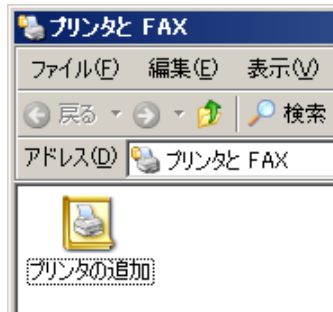 プリンタと FAX
ファイル(F) 編集(E) 表示(V)
戻る 検索
アドレス(D) プリンタと FAX
プリンタの追加